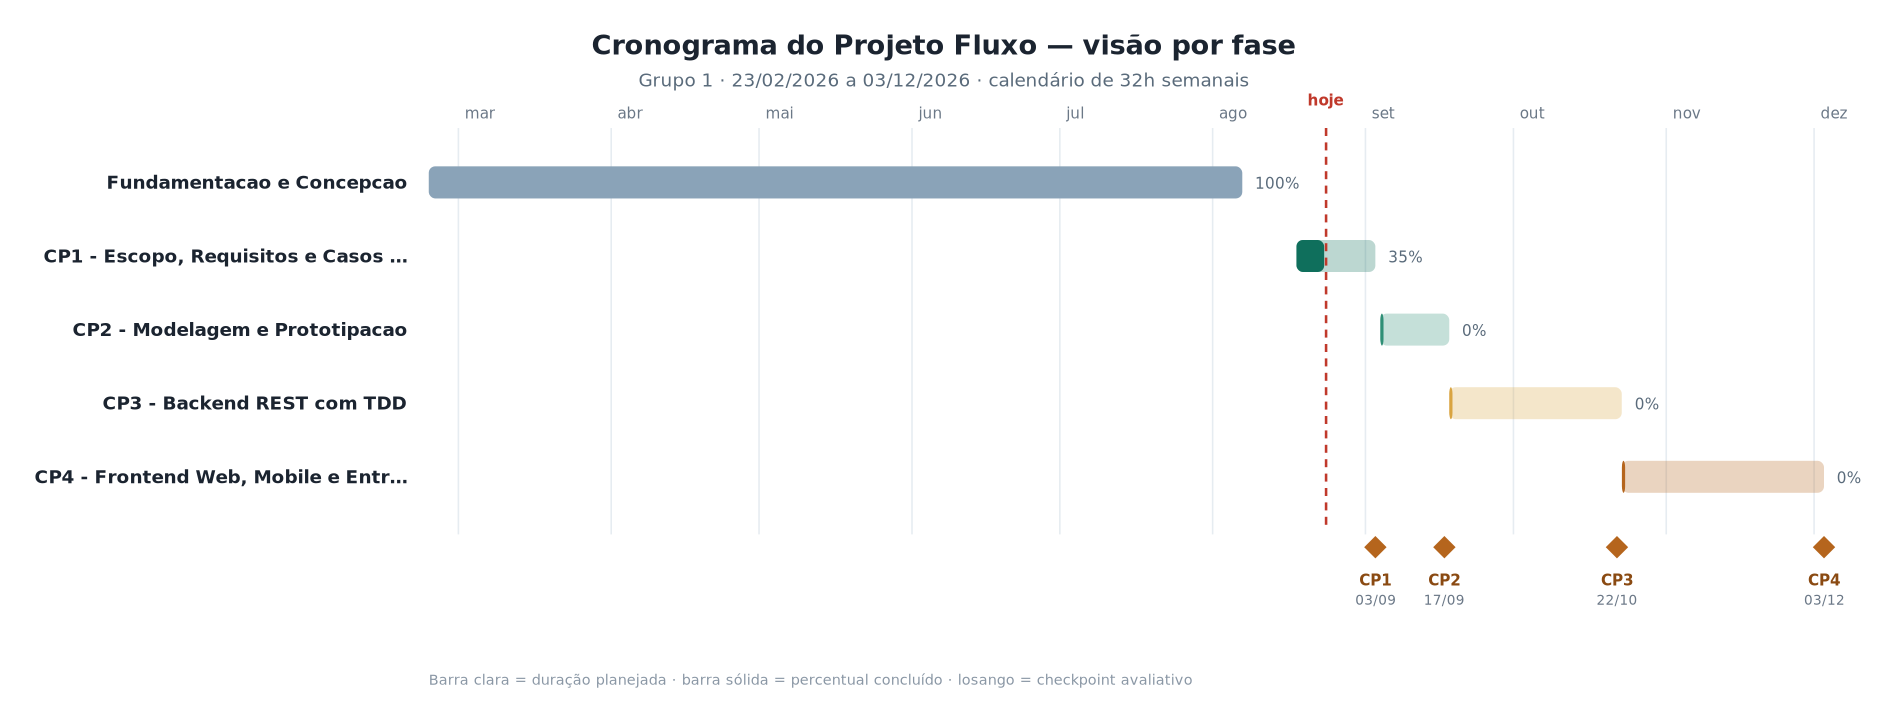 Cronograma do Projeto Fluxo — visão por fase
Grupo 1 · 23/02/2026 a 03/12/2026 · calendário de 32h semanais
hoje
mar abr mai jun jul ago set out nov dez
Fundamentacao e Concepcao 100%
CP1 - Escopo, Requisitos e Casos ... 35%
CP2 - Modelagem e Prototipacao 0%
CP3 - Backend REST com TDD 0%
CP4 - Frontend Web, Mobile e Entr... 0%
CP1 CP2 CP3 CP4
03/09 17/09 22/10 03/12
Barra clara = duração planejada · barra sólida = percentual concluído · losango = checkpoint avaliativo